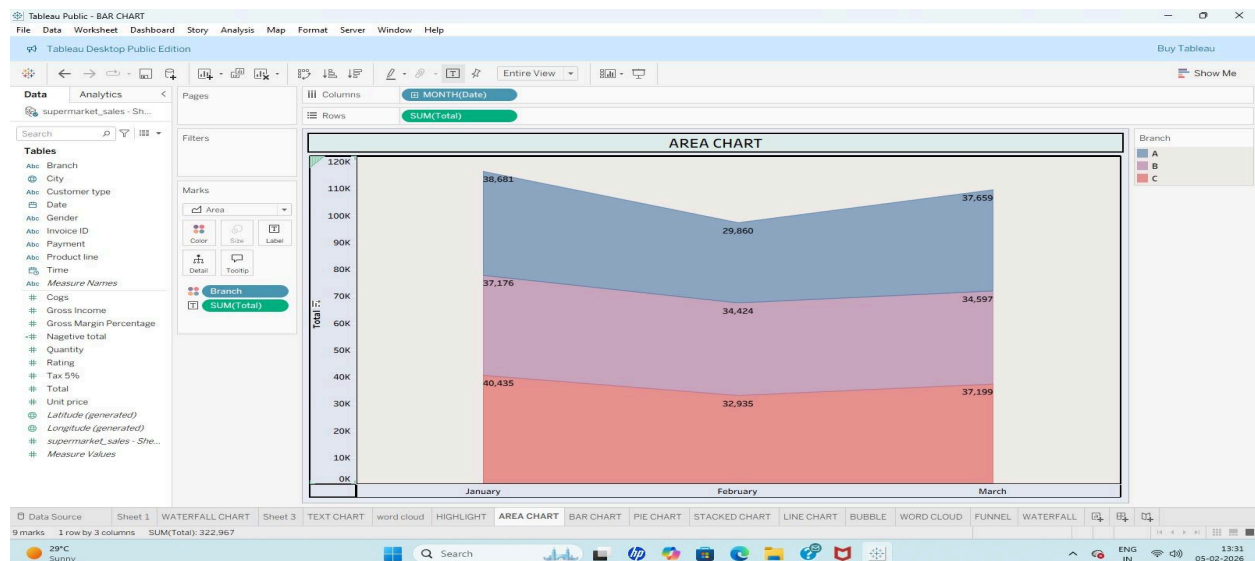 Tableau Public - BAR CHART
File Data Worksheet Dashboard Story Analysis Map Format Server Window Help
Tableau Desktop Public Edition
Buy Tableau
Entire View
Show Me
Data Analytics
supermarket_sales - Sh...
Search
Tables
Abc Branch
City
Abc Customer type
Date
Abc Gender
Abc Invoice ID
Abc Payment
Abc Product line
Time
Abc Measure Names
# Cogs
# Gross Income
# Gross Margin Percentage
=# Nagetive total
# Quantity
# Rating
# Tax 5%
# Total
# Unit price
Latitude (generated)
Longitude (generated)
# supermarket_sales - She...
# Measure Values
Pages
Filters
Marks
Area
Color Size Label
Detail Tooltip
Branch
SUM(Total)
Columns
MONTH(Date)
Rows
SUM(Total)
AREA CHART
Total
120K
110K
100K
90K
80K
70K
60K
50K
40K
30K
20K
10K
0K
38,681
29,860
37,659
37,176
34,424
34,597
40,435
32,935
37,199
January February March
Branch
A
B
C
Data Source Sheet 1 WATERFALL CHART Sheet 3 TEXT CHART word cloud HIGHLIGHT AREA CHART BAR CHART PIE CHART STACKED CHART LINE CHART BUBBLE WORD CLOUD FUNNEL WATERFALL
9 marks 1 row by 3 columns SUM(Total): 322,967
29°C
Sunny
Search
hp
ENG
IN
13:31
05-02-2026